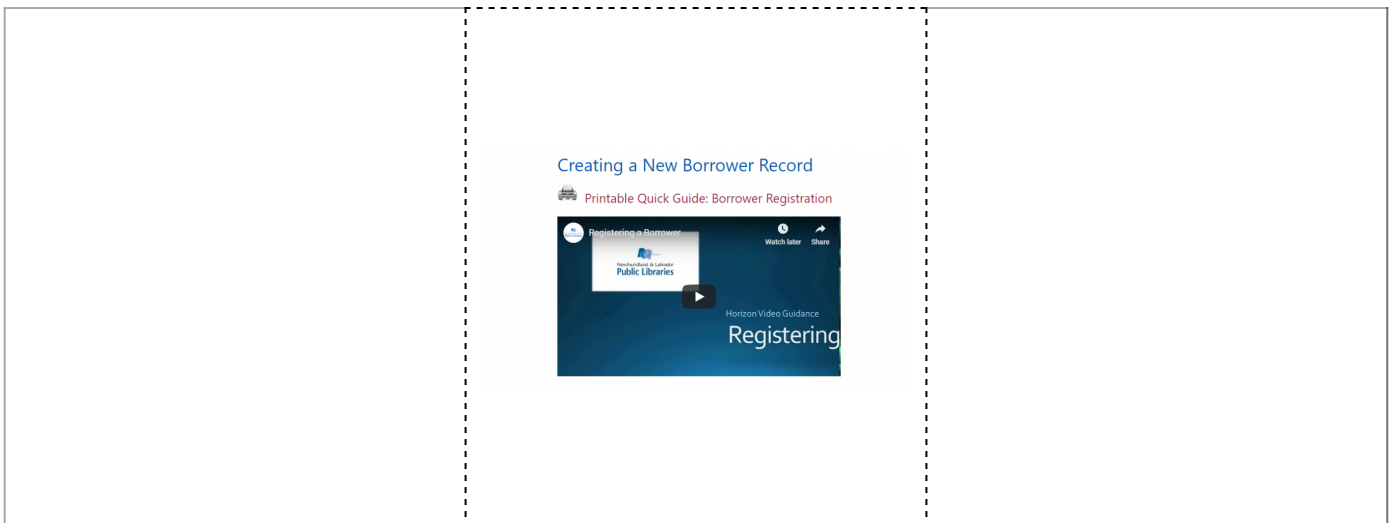 Creating a New Borrower Record
Printable Quick Guide: Borrower Registration
Registering a Borrower
Watch later
Share
Newfoundland & Labrador
Public Libraries
Horizon Video Guidance
Registering